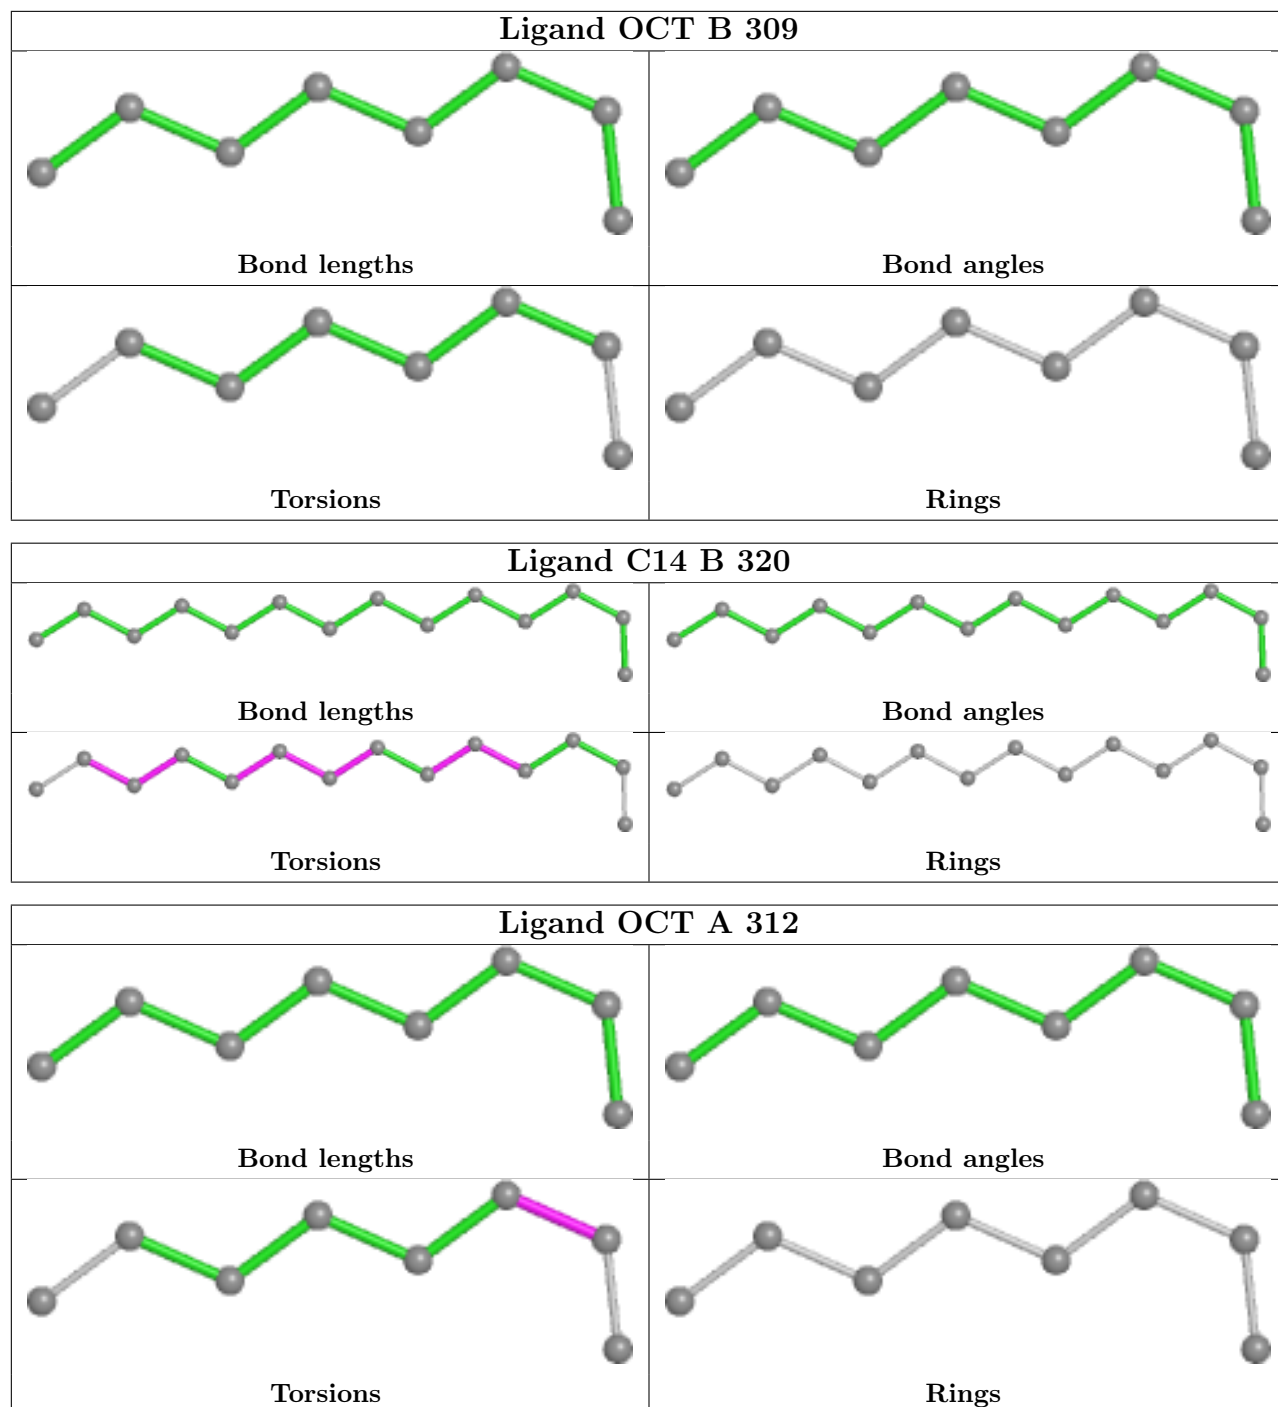 Ligand OCT B 309
Bond lengths
Bond angles
Torsions
Rings
Ligand C14 B 320
Bond lengths
Bond angles
Torsions
Rings
Ligand OCT A 312
Bond lengths
Bond angles
Torsions
Rings